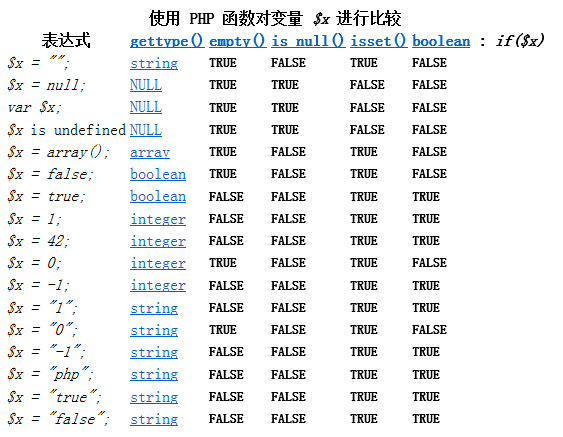 使用 PHP 函数对变量 $x 进行比较
表达式 gettype() empty() is null() isset() boolean : if($x)
$x = ""; string TRUE FALSE TRUE FALSE
$x = null; NULL TRUE TRUE FALSE FALSE
var $x; NULL TRUE TRUE FALSE FALSE
$x is undefined NULL TRUE TRUE FALSE FALSE
$x = array(); array TRUE FALSE TRUE FALSE
$x = false; boolean TRUE FALSE TRUE FALSE
$x = true; boolean FALSE FALSE TRUE TRUE
$x = 1; integer FALSE FALSE TRUE TRUE
$x = 42; integer FALSE FALSE TRUE TRUE
$x = 0; integer TRUE FALSE TRUE FALSE
$x = -1; integer FALSE FALSE TRUE TRUE
$x = "1"; string FALSE FALSE TRUE TRUE
$x = "0"; string TRUE FALSE TRUE FALSE
$x = "-1"; string FALSE FALSE TRUE TRUE
$x = "php"; string FALSE FALSE TRUE TRUE
$x = "true"; string FALSE FALSE TRUE TRUE
$x = "false"; string FALSE FALSE TRUE TRUE